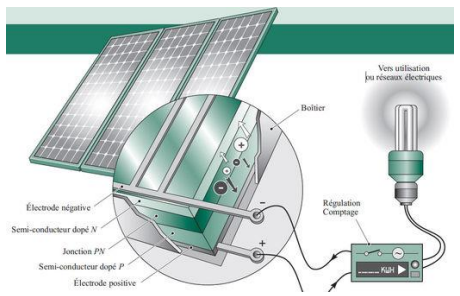 Vers utilisation
ou réseaux électriques
Boîtier
Électrode négative
Semi-conducteur dopé N
Jonction PN
Semi-conducteur dopé P
Électrode positive
Régulation
Comptage
+
-
-
-
+
−
+
KWH